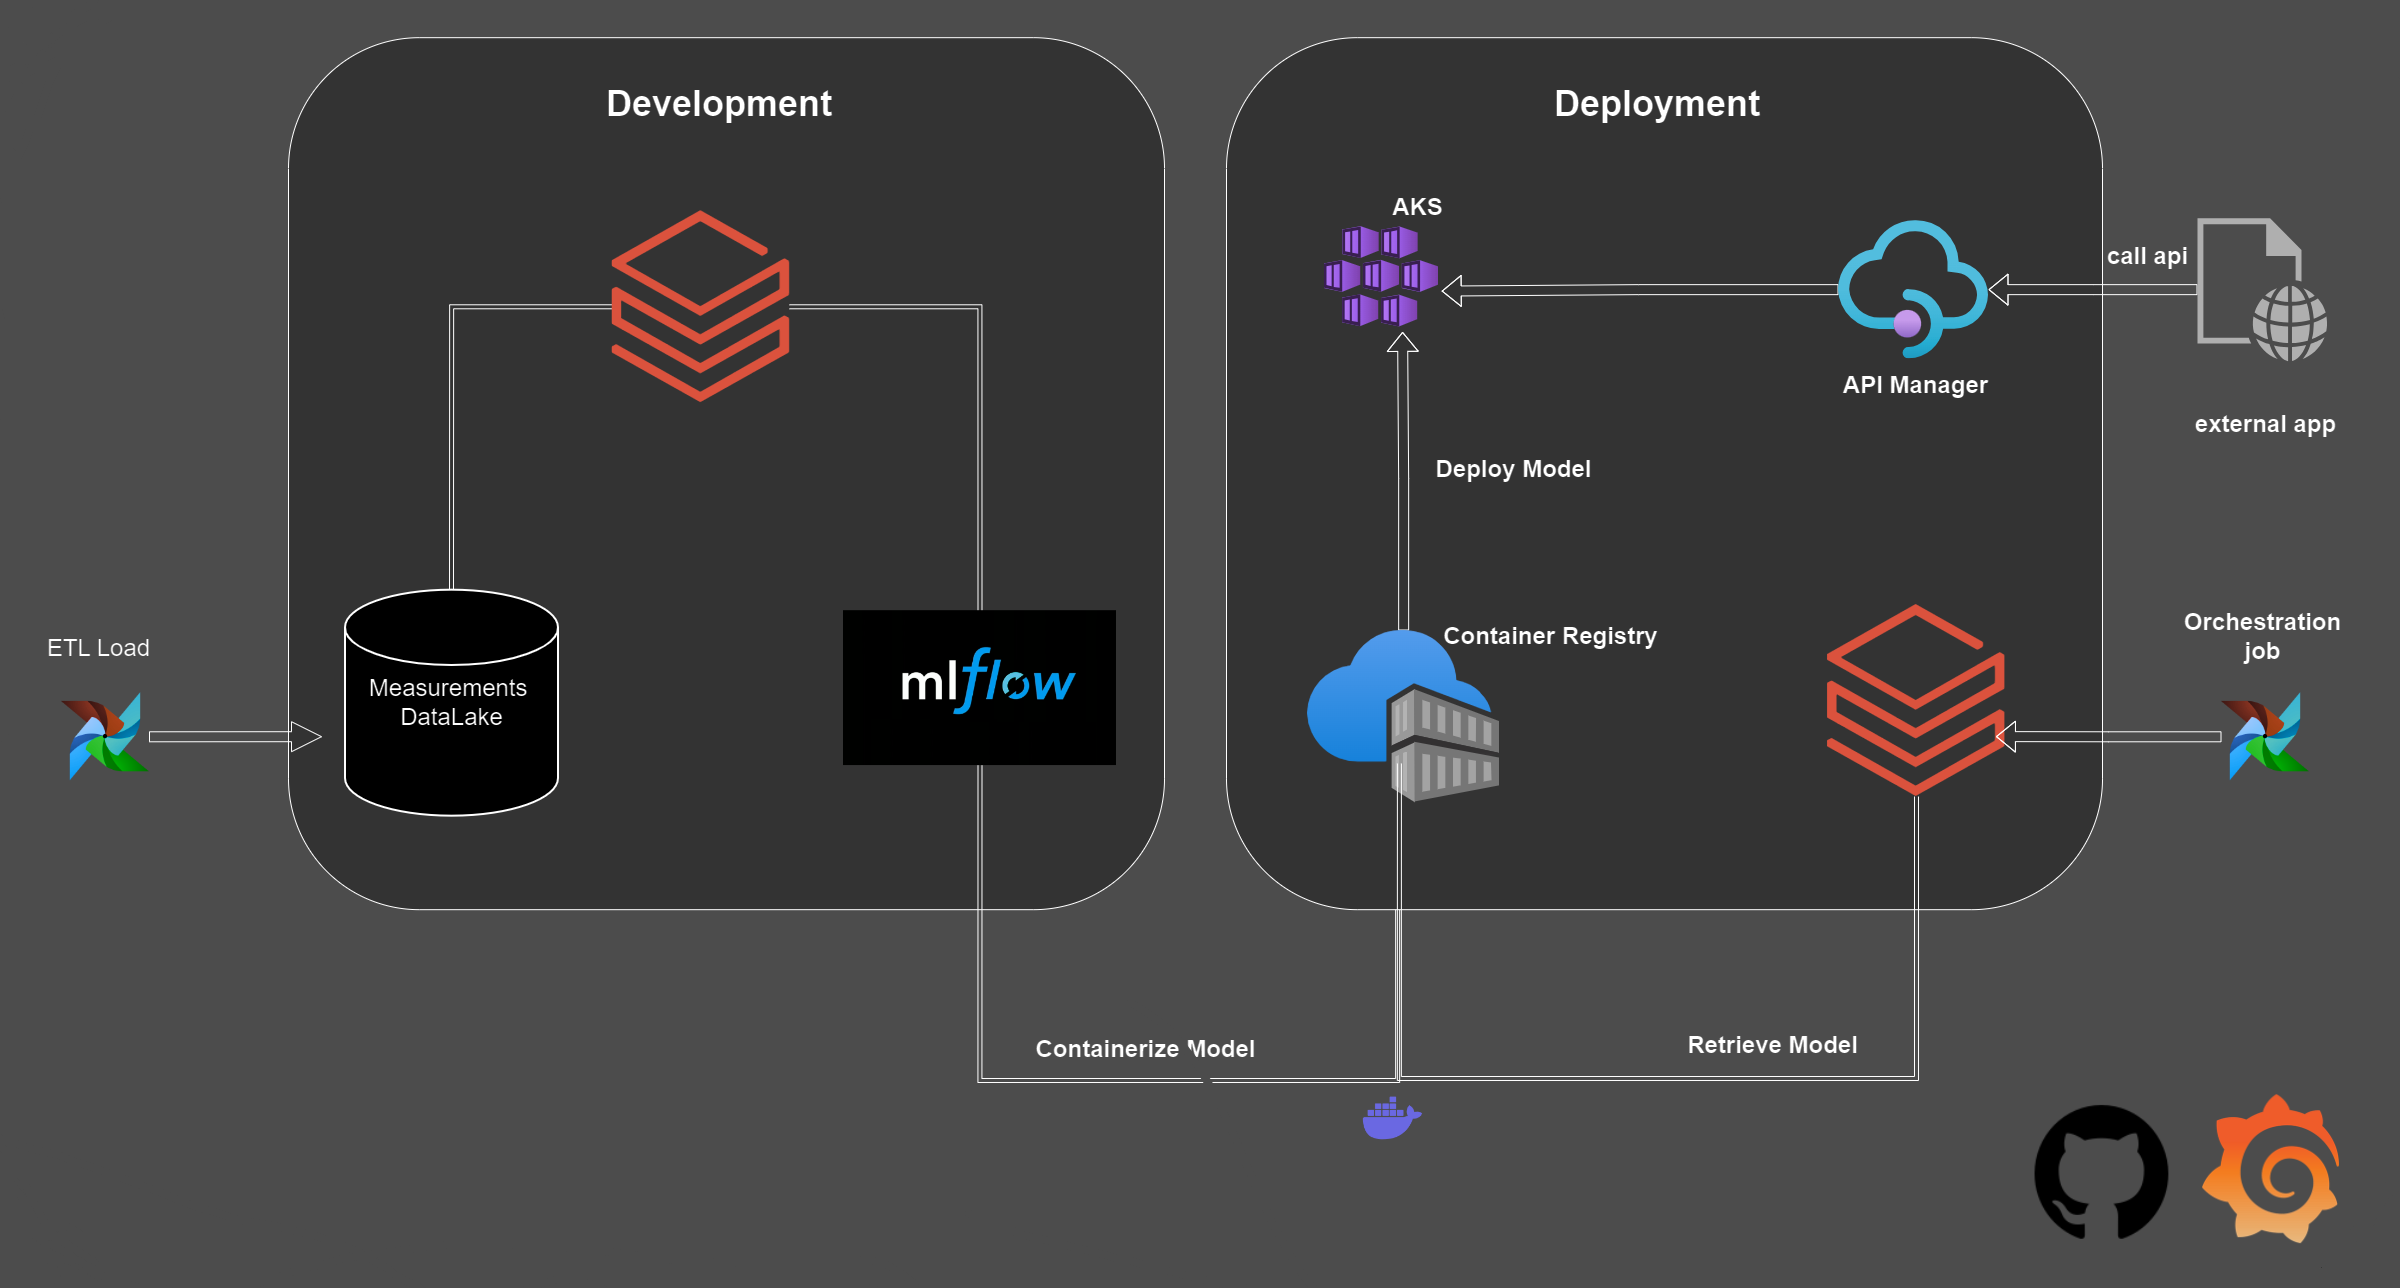 Development
Deployment
AKS
call api
API Manager
external app
Deploy Model
Container Registry
Orchestration
job
ETL Load
Measurements
DataLake
mlflow
Containerize Model
Retrieve Model